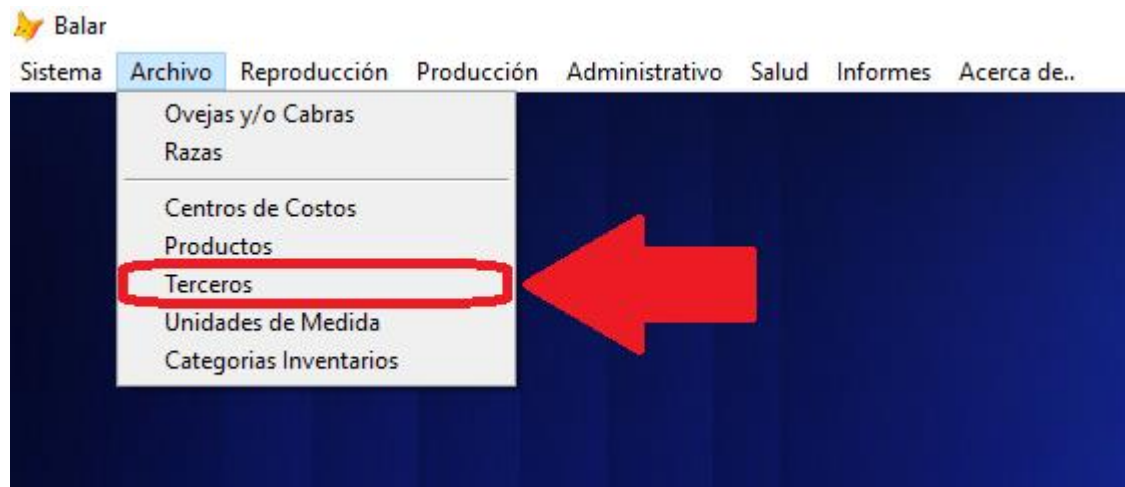 Balar
Sistema Archivo Reproducción Producción Administrativo Salud Informes Acerca de..
Ovejas y/o Cabras
Razas
Centros de Costos
Productos
Terceros
Unidades de Medida
Categorias Inventarios